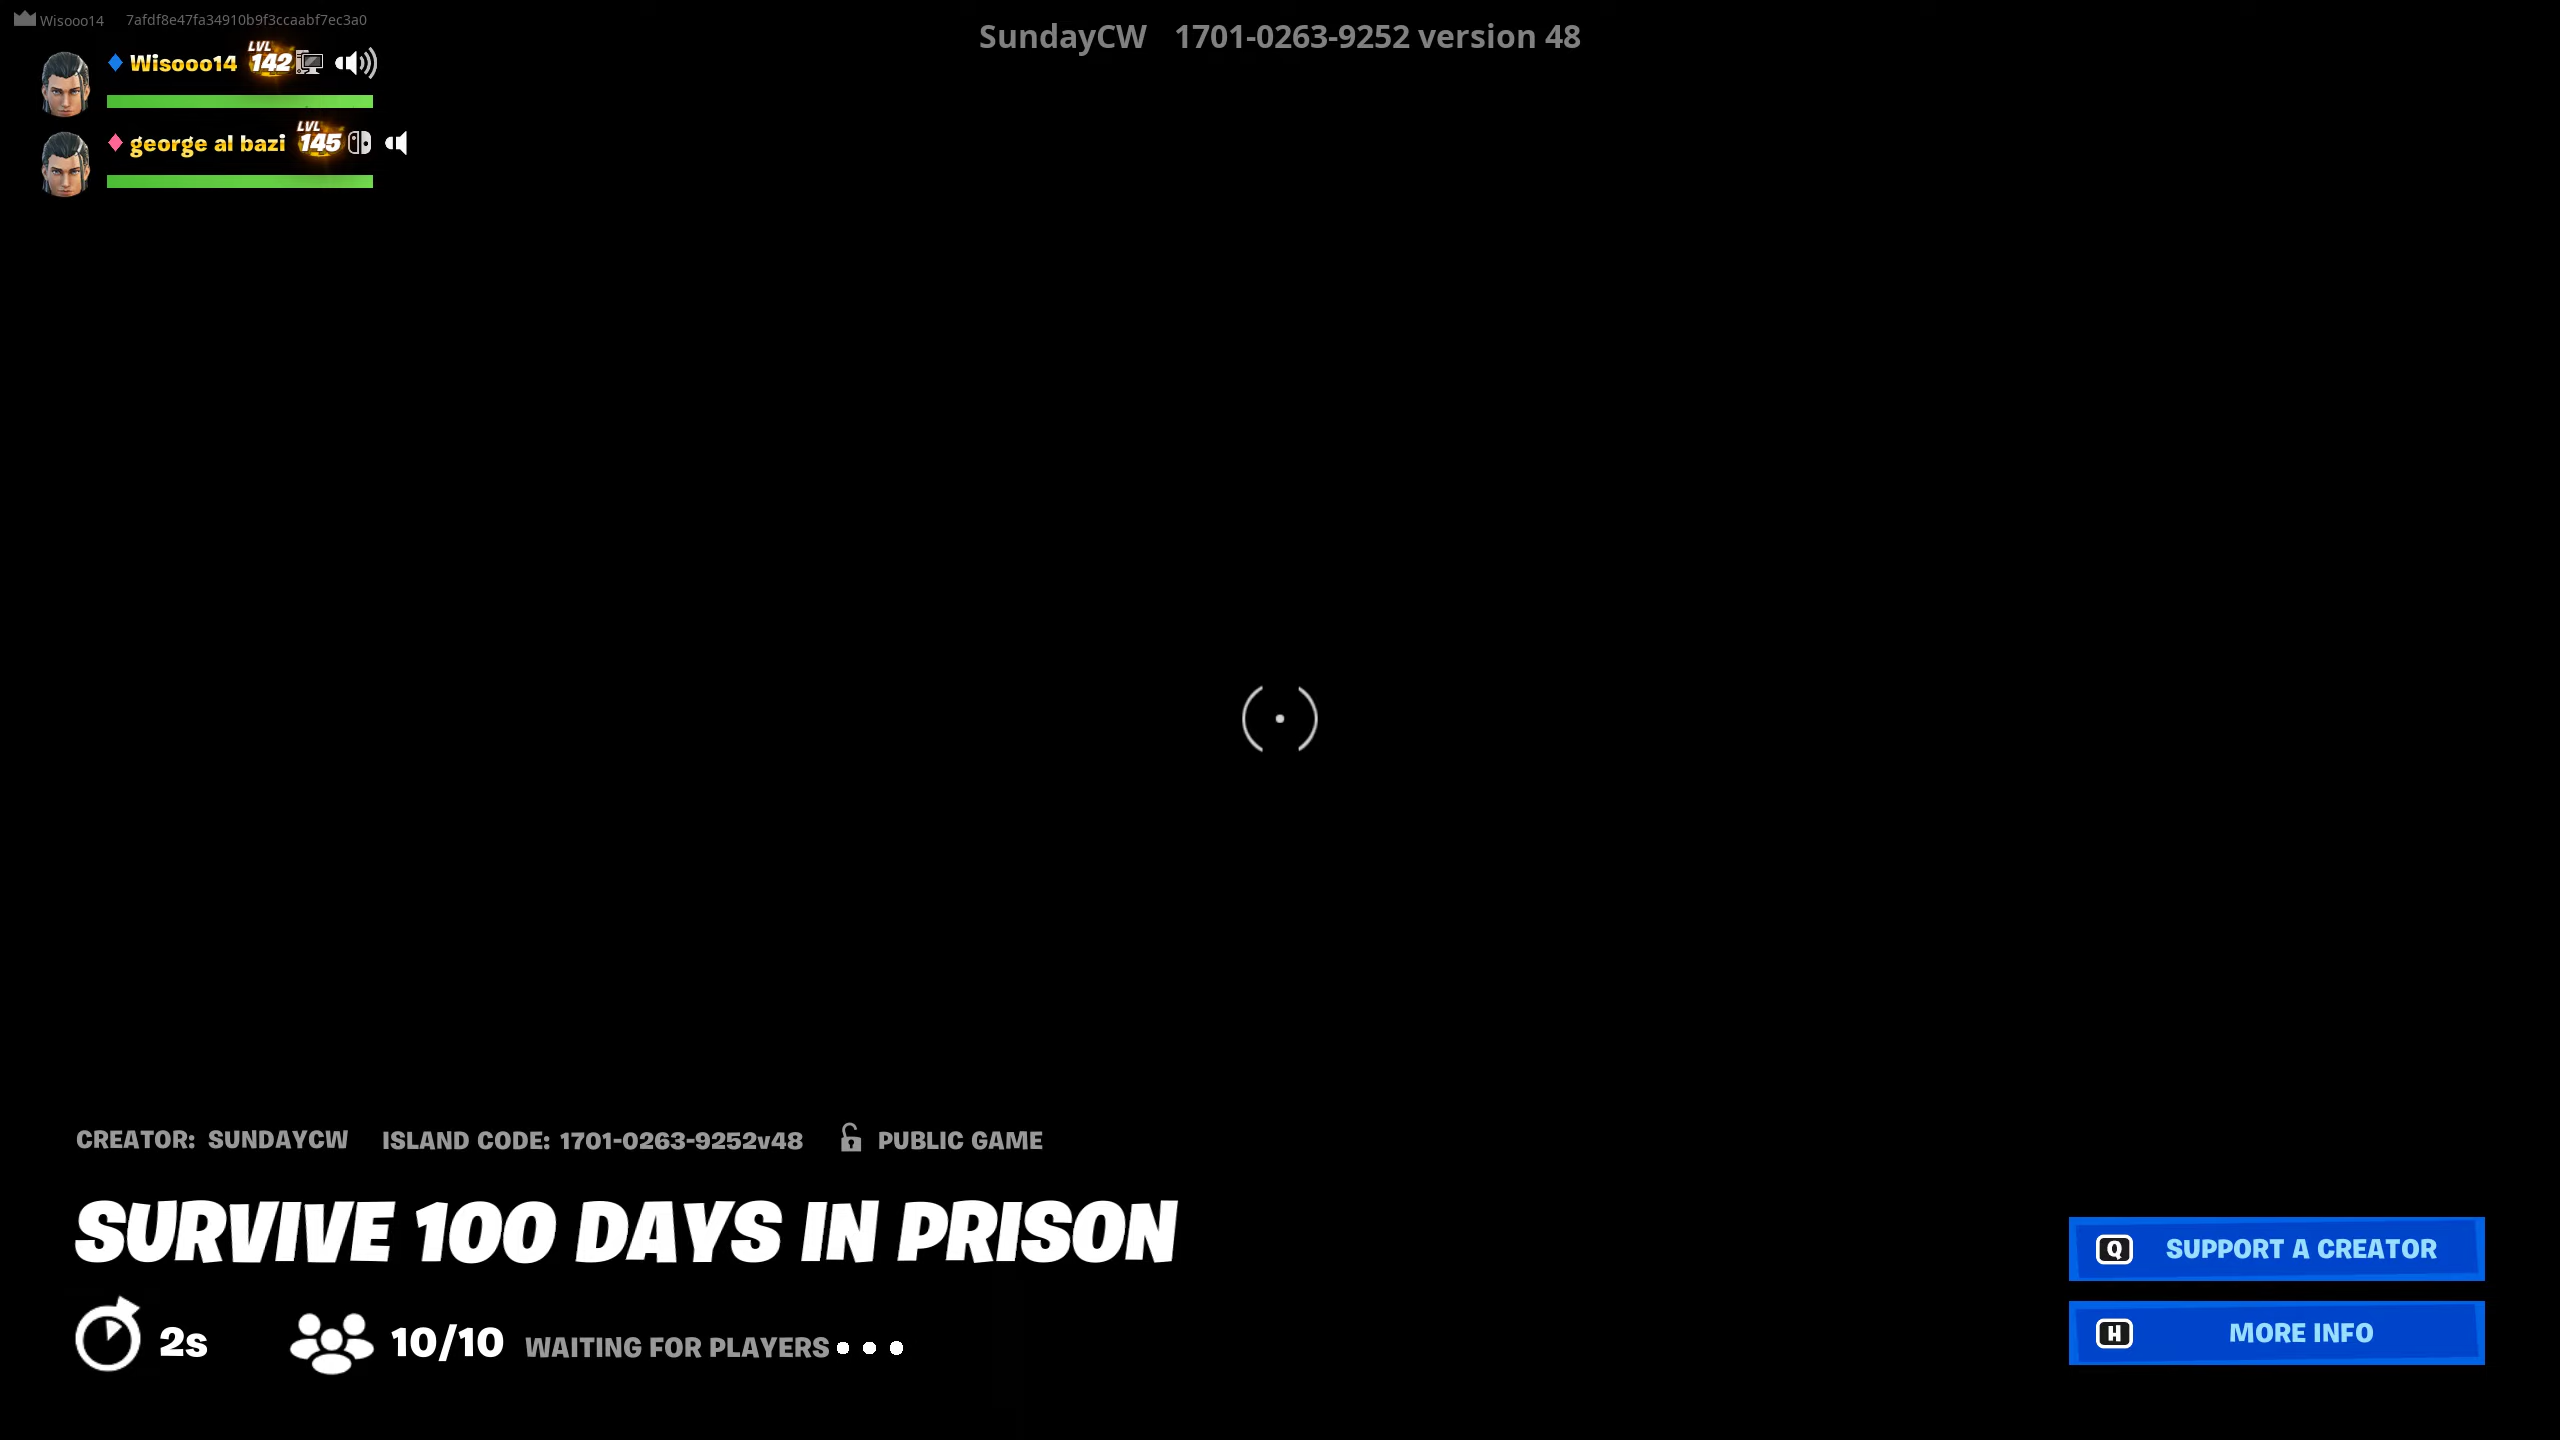 Wisooo14 7afdf8e47fa34910b9f3ccaabf7ec3a0
SundayCW 1701-0263-9252 version 48
Wisooo14 LVL 142
george al bazi LVL 145
CREATOR: SUNDAYCW ISLAND CODE: 1701-0263-9252v48 PUBLIC GAME
SURVIVE 100 DAYS IN PRISON
Q SUPPORT A CREATOR
2s 10/10 WAITING FOR PLAYERS...
H MORE INFO